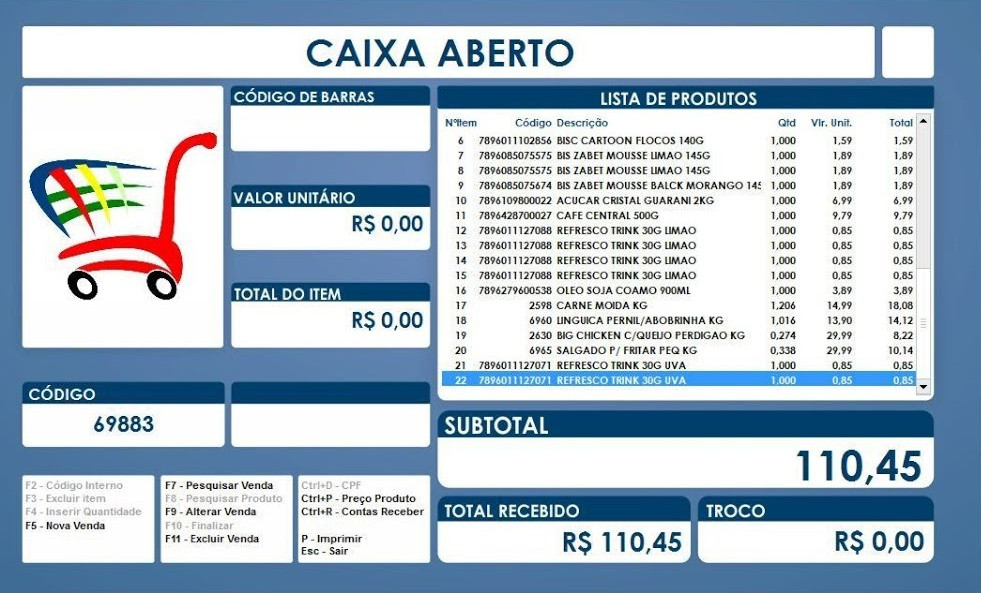 CAIXA ABERTO
CÓDIGO DE BARRAS
VALOR UNITÁRIO
R$ 0,00
TOTAL DO ITEM
R$ 0,00
CÓDIGO
69883
LISTA DE PRODUTOS
NºItem Código Descrição Qtd Vlr. Unit. Total
6 7896011102856 BISC CARTOON FLOCOS 140G 1,000 1,59 1,59
7 7896085075575 BIS ZABET MOUSSE LIMAO 145G 1,000 1,89 1,89
8 7896085075575 BIS ZABET MOUSSE LIMAO 145G 1,000 1,89 1,89
9 7896085075674 BIS ZABET MOUSSE BALCK MORANGO 145 1,000 1,89 1,89
10 7896109800022 ACUCAR CRISTAL GUARANI 2KG 1,000 6,99 6,99
11 7896428700027 CAFE CENTRAL 500G 1,000 9,79 9,79
12 7896011127088 REFRESCO TRINK 30G LIMAO 1,000 0,85 0,85
13 7896011127088 REFRESCO TRINK 30G LIMAO 1,000 0,85 0,85
14 7896011127088 REFRESCO TRINK 30G LIMAO 1,000 0,85 0,85
15 7896011127088 REFRESCO TRINK 30G LIMAO 1,000 0,85 0,85
16 7896279600538 OLEO SOJA COAMO 900ML 1,000 3,89 3,89
17 2598 CARNE MOIDA KG 1,206 14,99 18,08
18 6960 LINGUICA PERNIL/ABOBRINHA KG 1,016 13,90 14,12
19 2630 BIG CHICKEN C/QUEIJO PERDIGAO KG 0,274 29,99 8,22
20 6965 SALGADO P/ FRITAR PEQ KG 0,338 29,99 10,14
21 7896011127071 REFRESCO TRINK 30G UVA 1,000 0,85 0,85
22 7896011127071 REFRESCO TRINK 30G UVA 1,000 0,85 0,85
SUBTOTAL
110,45
TOTAL RECEBIDO
R$ 110,45
TROCO
R$ 0,00
F2 - Código Interno
F3 - Excluir item
F4 - Inserir Quantidade
F5 - Nova Venda
F7 - Pesquisar Venda
F8 - Pesquisar Produto
F9 - Alterar Venda
F10 - Finalizar
F11 - Excluir Venda
Ctrl+D - CPF
Ctrl+P - Preço Produto
Ctrl+R - Contas Receber
P - Imprimir
Esc - Sair